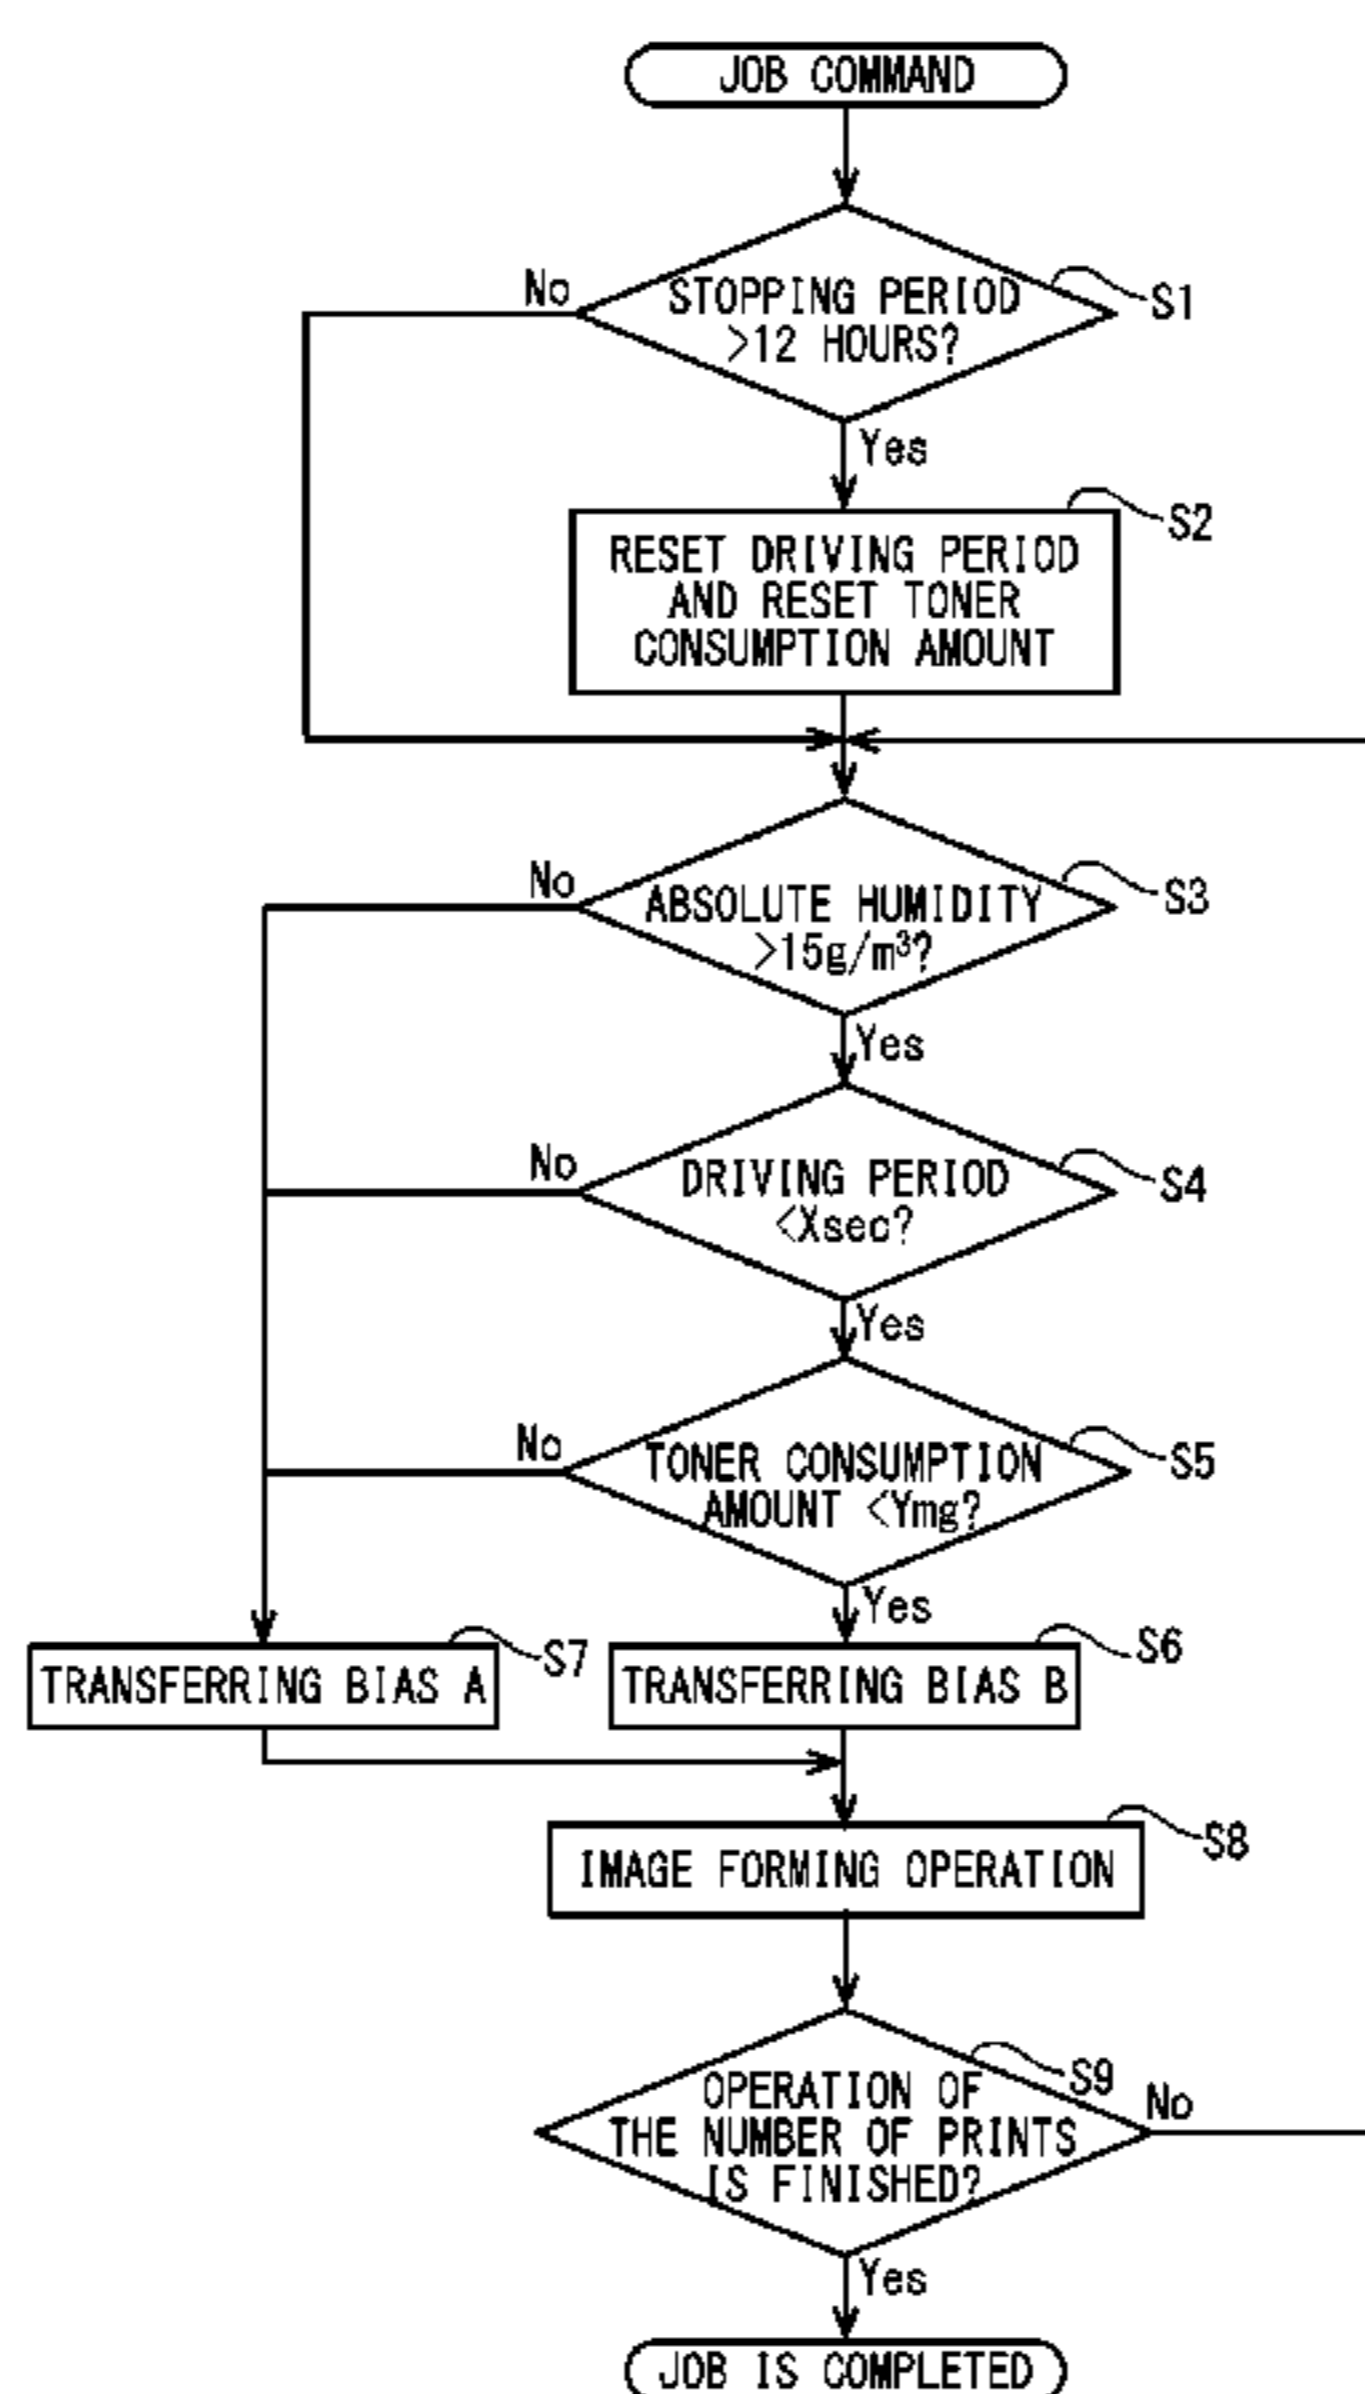 JOB COMMAND
No
STOPPING PERIOD
>12 HOURS?
S1
Yes
S2
RESET DRIVING PERIOD
AND RESET TONER
CONSUMPTION AMOUNT
No
ABSOLUTE HUMIDITY
>15g/m³?
S3
Yes
No
DRIVING PERIOD
<Xsec?
S4
Yes
No
TONER CONSUMPTION
AMOUNT <Ymg?
S5
Yes
S7
S6
TRANSFERRING BIAS A
TRANSFERRING BIAS B
S8
IMAGE FORMING OPERATION
S9
OPERATION OF
THE NUMBER OF PRINTS
IS FINISHED?
No
Yes
JOB IS COMPLETED